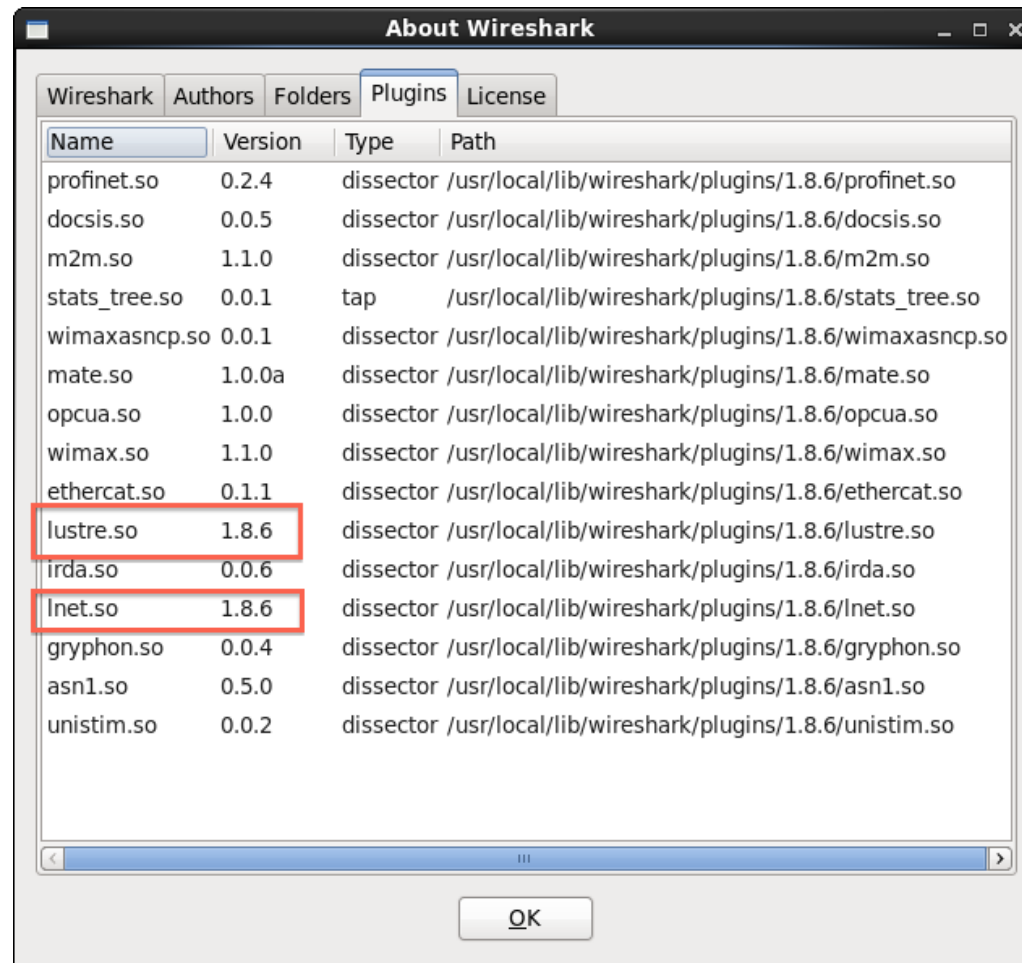 About Wireshark
Wireshark Authors Folders Plugins License
Name Version Type Path
profinet.so 0.2.4 dissector /usr/local/lib/wireshark/plugins/1.8.6/profinet.so
docsis.so 0.0.5 dissector /usr/local/lib/wireshark/plugins/1.8.6/docsis.so
m2m.so 1.1.0 dissector /usr/local/lib/wireshark/plugins/1.8.6/m2m.so
stats_tree.so 0.0.1 tap /usr/local/lib/wireshark/plugins/1.8.6/stats_tree.so
wimaxasncp.so 0.0.1 dissector /usr/local/lib/wireshark/plugins/1.8.6/wimaxasncp.so
mate.so 1.0.0a dissector /usr/local/lib/wireshark/plugins/1.8.6/mate.so
opcua.so 1.0.0 dissector /usr/local/lib/wireshark/plugins/1.8.6/opcua.so
wimax.so 1.1.0 dissector /usr/local/lib/wireshark/plugins/1.8.6/wimax.so
ethercat.so 0.1.1 dissector /usr/local/lib/wireshark/plugins/1.8.6/ethercat.so
lustre.so 1.8.6 dissector /usr/local/lib/wireshark/plugins/1.8.6/lustre.so
irda.so 0.0.6 dissector /usr/local/lib/wireshark/plugins/1.8.6/irda.so
lnet.so 1.8.6 dissector /usr/local/lib/wireshark/plugins/1.8.6/lnet.so
gryphon.so 0.0.4 dissector /usr/local/lib/wireshark/plugins/1.8.6/gryphon.so
asn1.so 0.5.0 dissector /usr/local/lib/wireshark/plugins/1.8.6/asn1.so
unistim.so 0.0.2 dissector /usr/local/lib/wireshark/plugins/1.8.6/unistim.so
OK